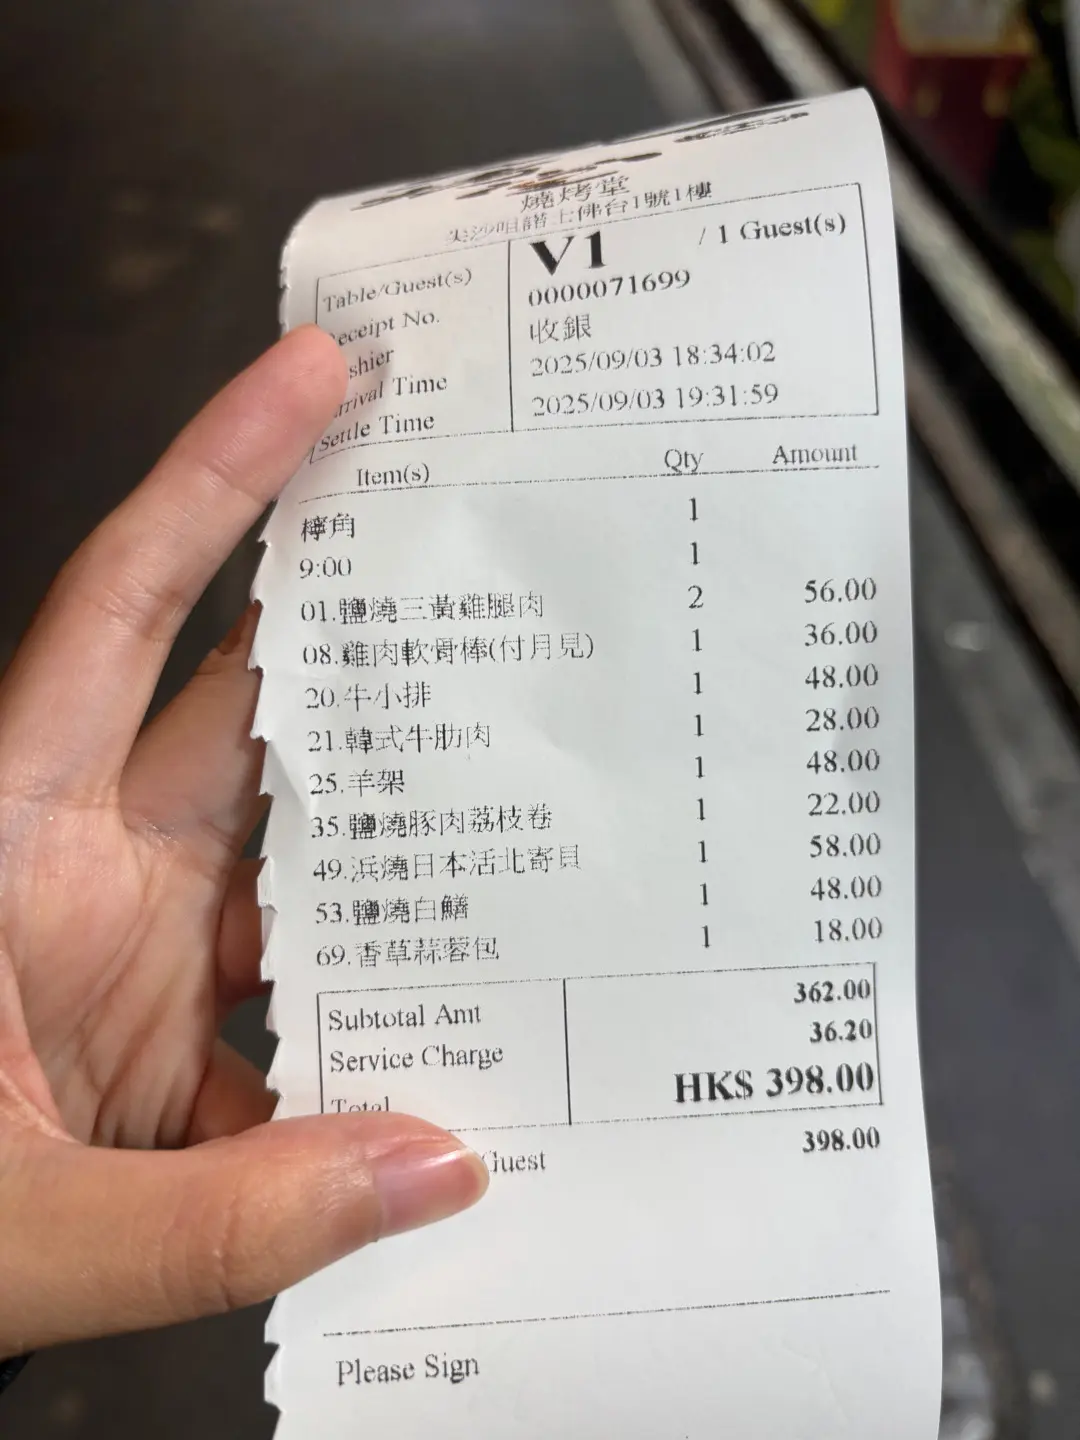 燒烤堂
尖沙咀諾士佛台1號1樓
Table/Guest(s) V1 / 1 Guest(s)
eceipt No. 0000071699
shier 收銀
rrival Time 2025/09/03 18:34:02
Settle Time 2025/09/03 19:31:59
Item(s) Qty Amount
檸角 1
9:00 1
01.鹽燒三黃雞腿肉 2 56.00
08.雞肉軟骨棒(付月見) 1 36.00
20.牛小排 1 48.00
21.韓式牛肋肉 1 28.00
25.羊架 1 48.00
35.鹽燒豚肉荔枝卷 1 22.00
49.浜燒日本活北寄貝 1 58.00
53.鹽燒白鱔 1 48.00
69.香草蒜蓉包 1 18.00
Subtotal Amt 362.00
Service Charge 36.20
Total HK$ 398.00
Guest 398.00
Please Sign